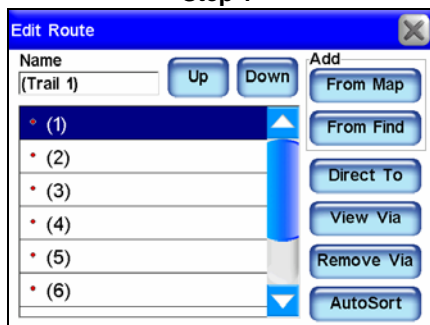 Edit Route
Name
(Trail 1)
Up
Down
Add
From Map
From Find
(1)
(2)
(3)
(4)
(5)
(6)
Direct To
View Via
Remove Via
AutoSort